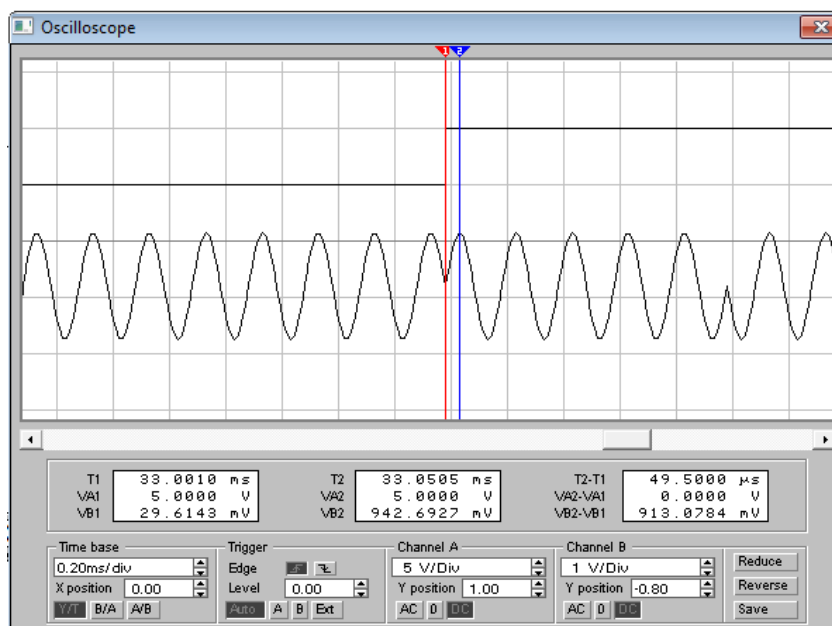 Oscilloscope
1 2
T1 33.0010 ms T2 33.0505 ms T2-T1 49.5000 µs
VA1 5.0000 V VA2 5.0000 V VA2-VA1 0.0000 V
VB1 29.6143 mV VB2 942.6927 mV VB2-VB1 913.0784 mV
Time base Trigger Channel A Channel B
0.20ms/div Edge 5 V/Div 1 V/Div Reduce
X position 0.00 Level 0.00 Y position 1.00 Y position -0.80 Reverse
Y/T B/A A/B Auto A B Ext AC 0 DC AC 0 DC Save